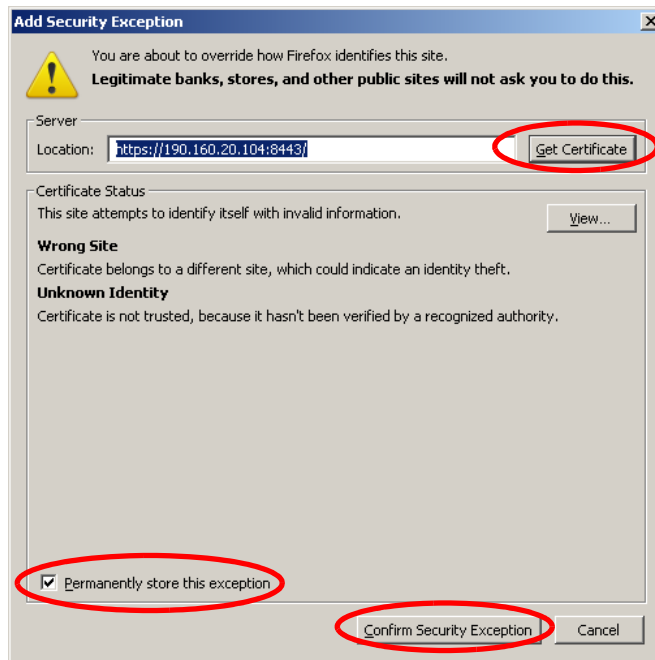 Add Security Exception
You are about to override how Firefox identifies this site.
Legitimate banks, stores, and other public sites will not ask you to do this.
Server
Location: https://190.160.20.104:8443/ Get Certificate
Certificate Status
This site attempts to identify itself with invalid information. View...
Wrong Site
Certificate belongs to a different site, which could indicate an identity theft.
Unknown Identity
Certificate is not trusted, because it hasn't been verified by a recognized authority.
Permanently store this exception
Confirm Security Exception Cancel